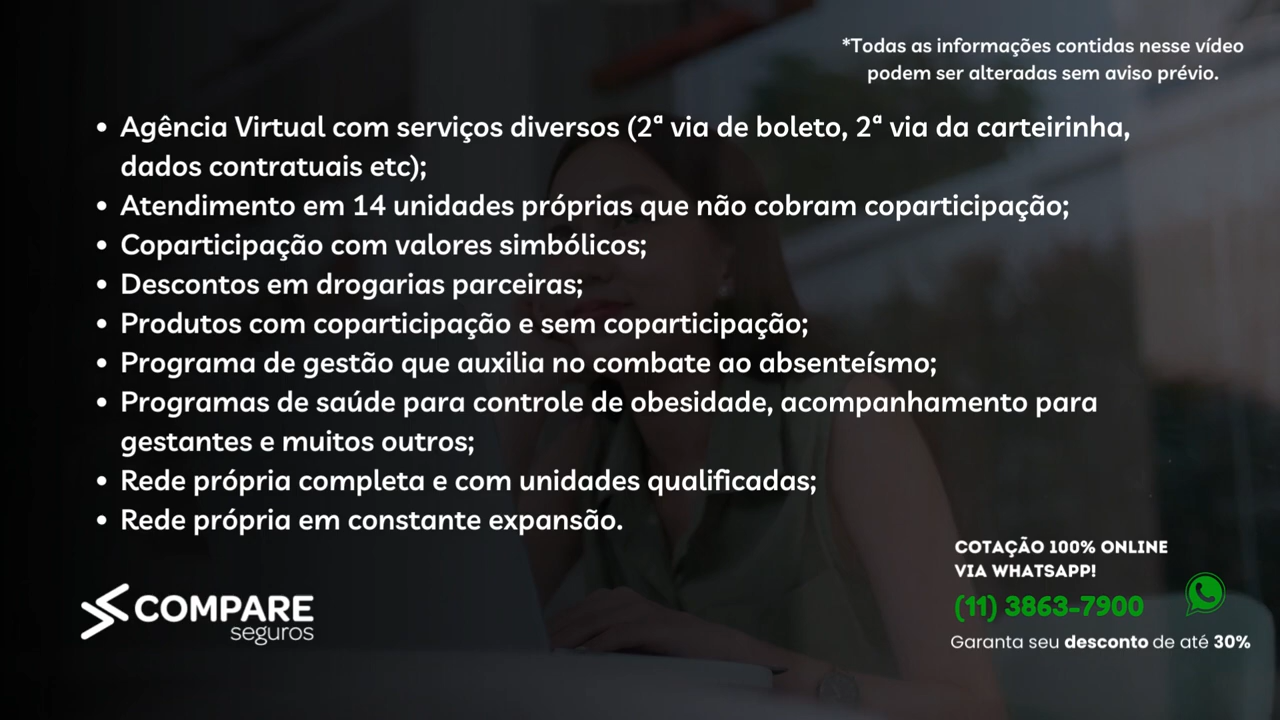 *Todas as informações contidas nesse vídeo
podem ser alteradas sem aviso prévio.
• Agência Virtual com serviços diversos (2ª via de boleto, 2ª via da carteirinha,
dados contratuais etc);
• Atendimento em 14 unidades próprias que não cobram coparticipação;
• Coparticipação com valores simbólicos;
• Descontos em drogarias parceiras;
• Produtos com coparticipação e sem coparticipação;
• Programa de gestão que auxilia no combate ao absenteísmo;
• Programas de saúde para controle de obesidade, acompanhamento para
gestantes e muitos outros;
• Rede própria completa e com unidades qualificadas;
• Rede própria em constante expansão.
COTAÇÃO 100% ONLINE
VIA WHATSAPP!
(11) 3863-7900
Garanta seu desconto de até 30%
COMPARE
seguros